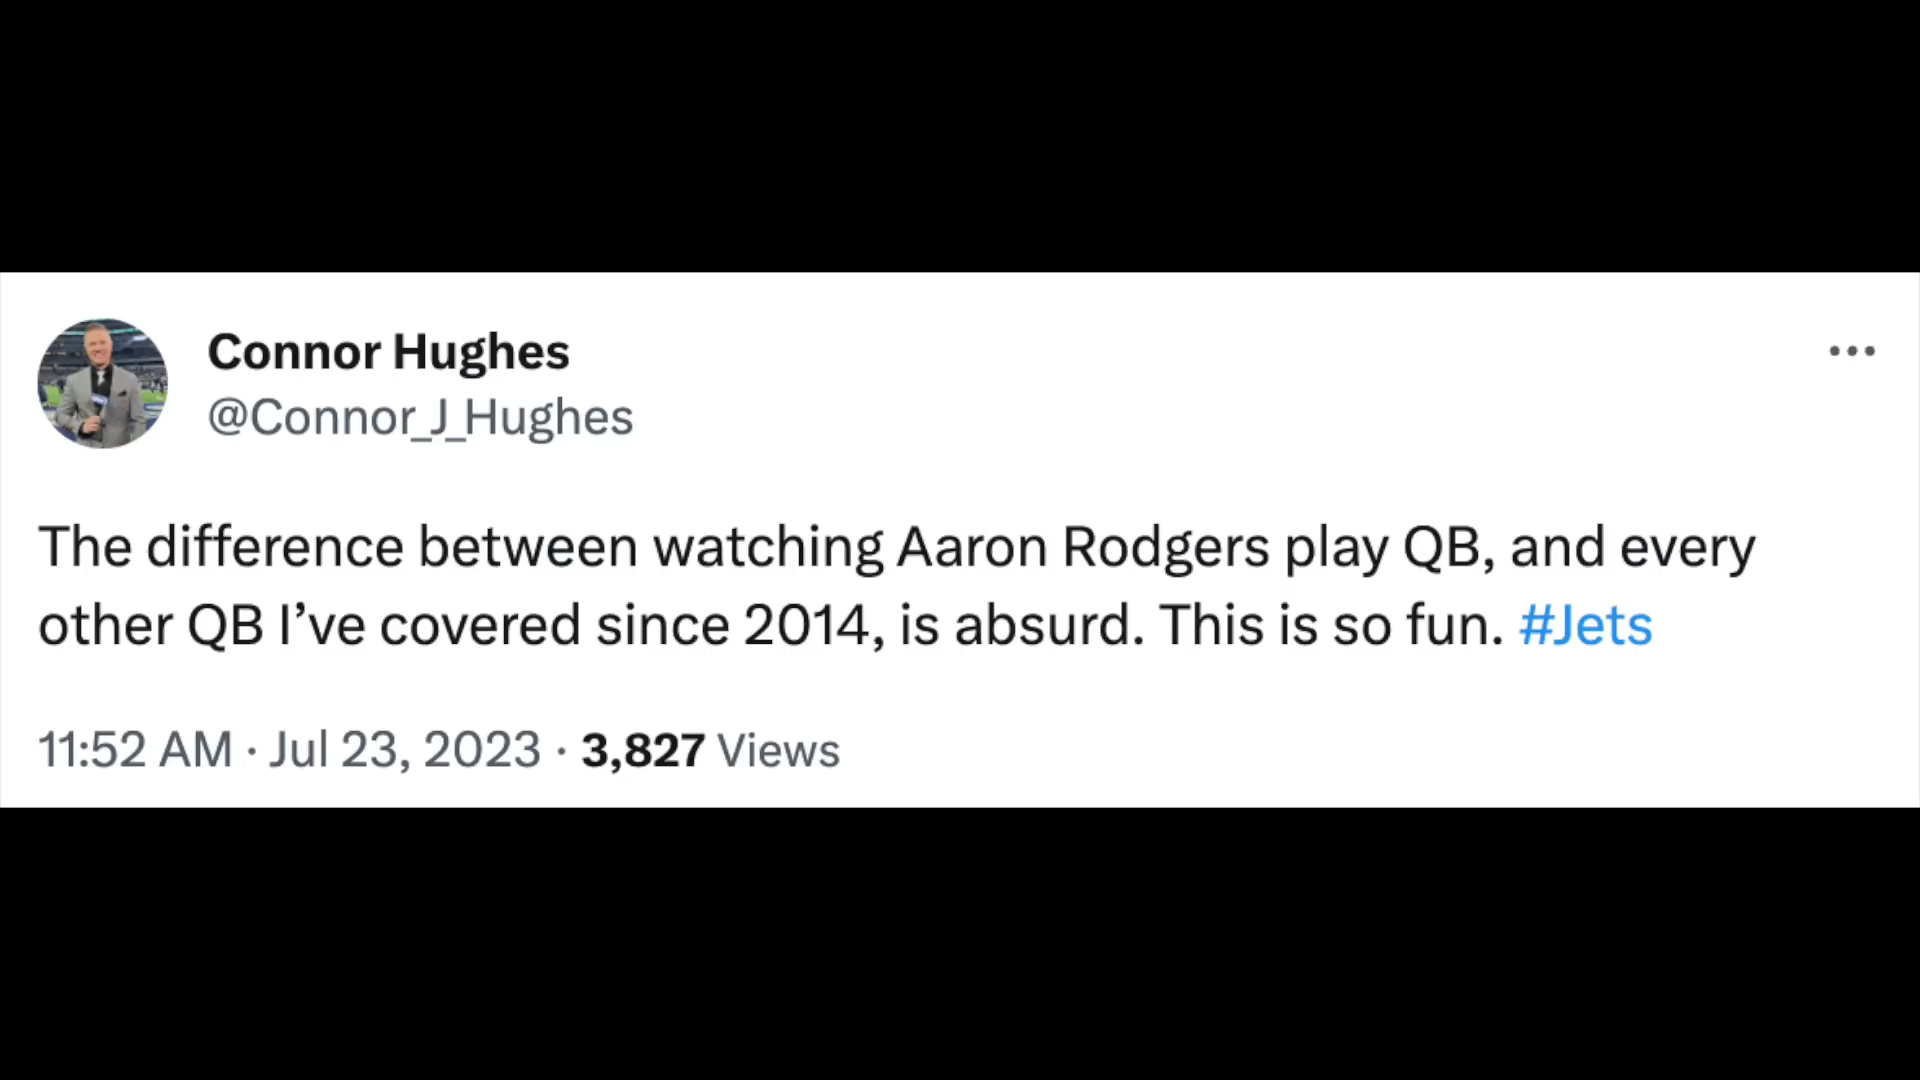 Connor Hughes
@Connor_J_Hughes
The difference between watching Aaron Rodgers play QB, and every
other QB I’ve covered since 2014, is absurd. This is so fun. #Jets
11:52 AM · Jul 23, 2023 · 3,827 Views